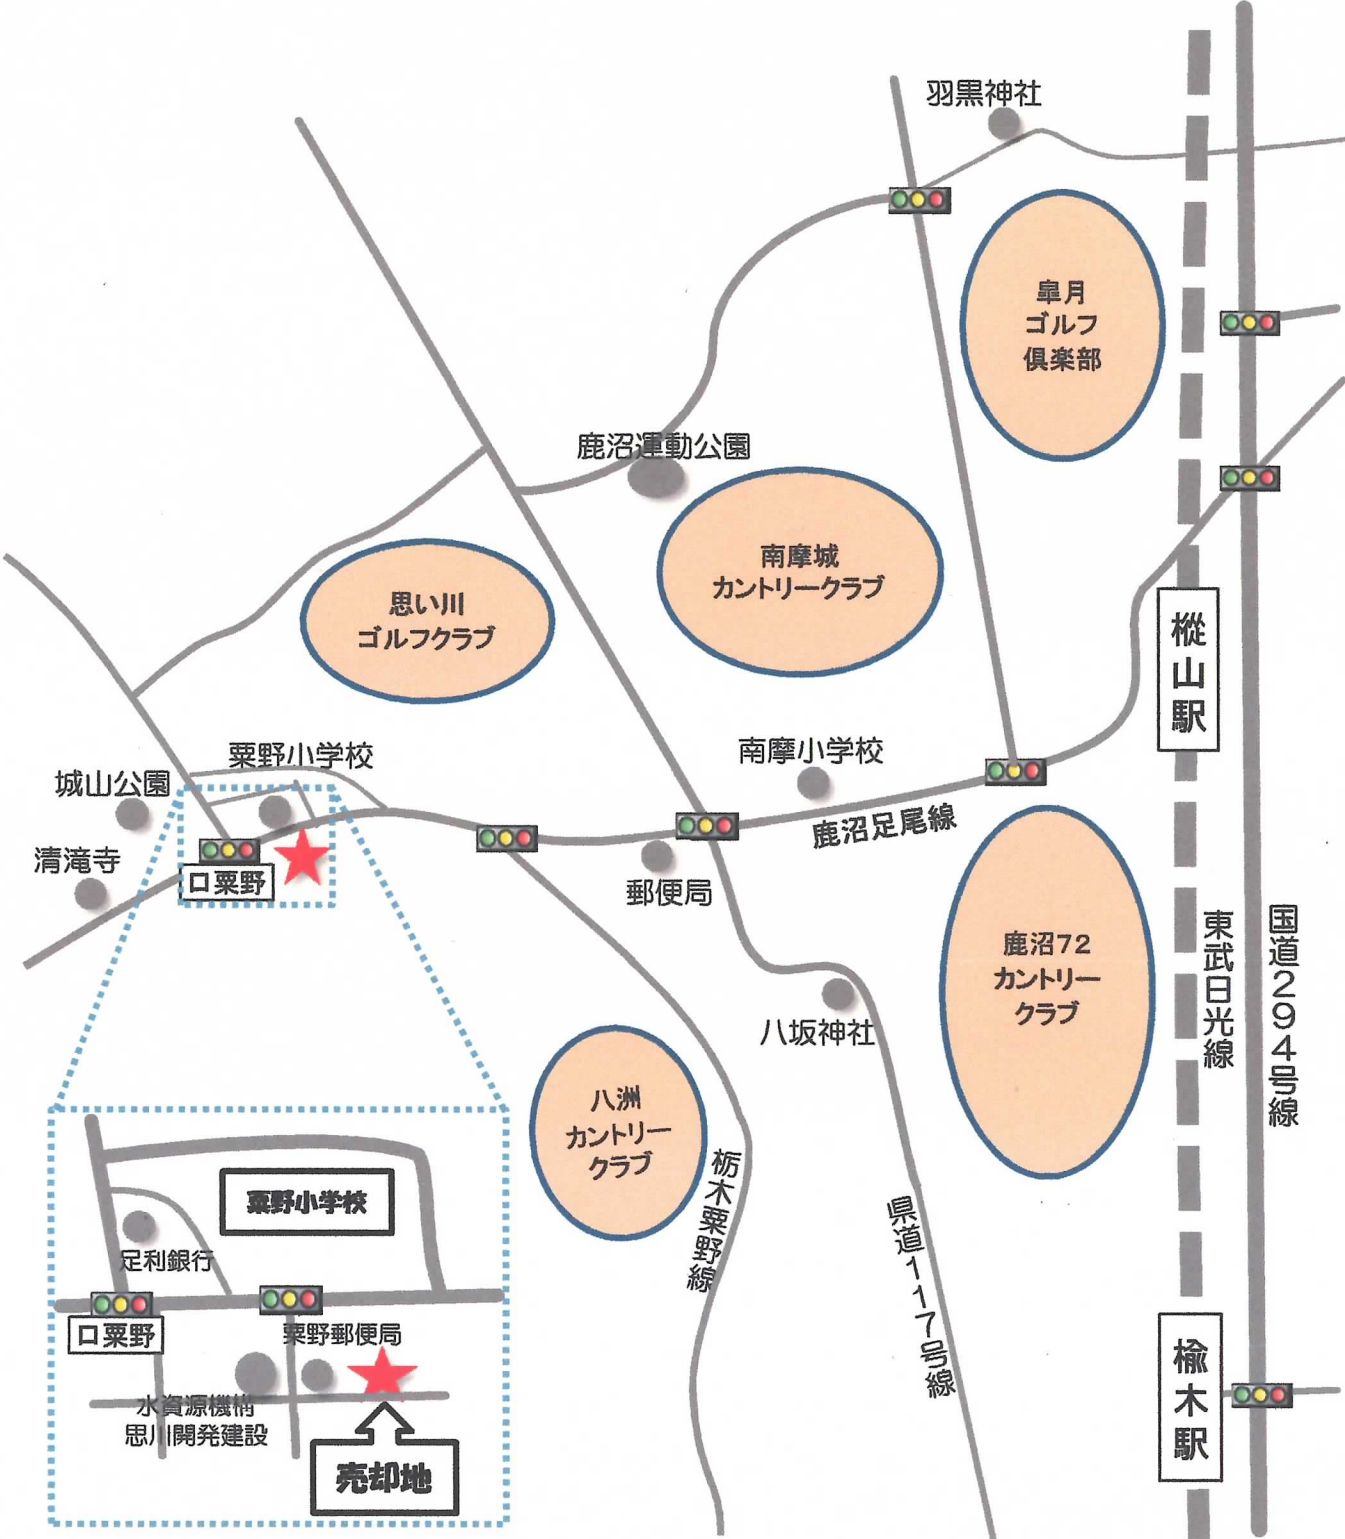 羽黒神社
皐月
ゴルフ
倶楽部
鹿沼運動公園
南摩城
カントリークラブ
思い川
ゴルフクラブ
樅山駅
南摩小学校
粟野小学校
城山公園
鹿沼足尾線
清滝寺
口粟野
郵便局
東武日光線
国道294号線
鹿沼72
カントリー
クラブ
八坂神社
八洲
カントリー
クラブ
栃木粟野線
県道117号線
粟野小学校
足利銀行
口粟野
粟野郵便局
水資源機構
思川開発建設
売却地
楡木駅